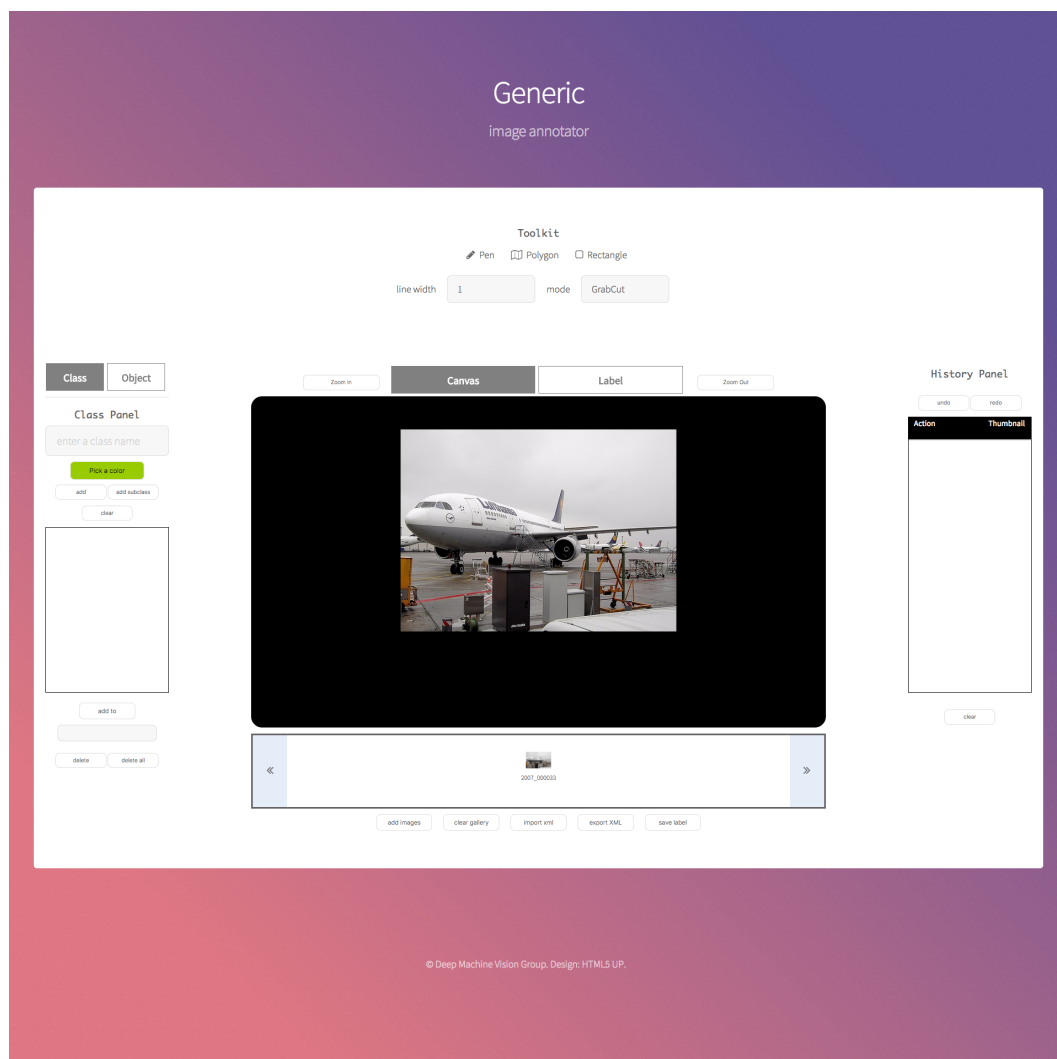 Generic
image annotator
Toolkit
Pen Polygon Rectangle
line width 1 mode GrabCut
Class Object
Class Panel
enter a class name
Pick a color
add add subclass
clear
add to
delete delete all
Zoom In Canvas Label Zoom Out
Lufthansa
« 2007_000033 »
add images clear gallery import xml export XML save label
History Panel
undo redo
Action Thumbnail
clear
© Deep Machine Vision Group. Design: HTML5 UP.